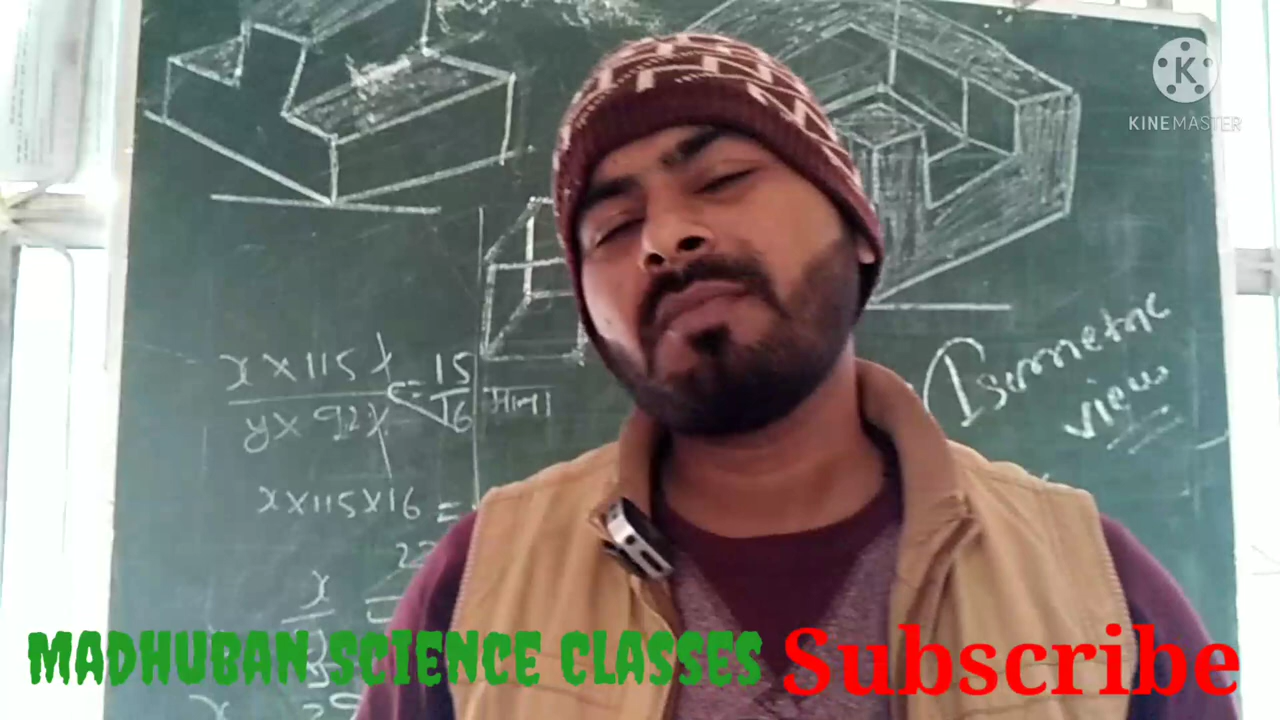 K
KINEMASTER
x × 115
y × 92
= 15
16
माना
Isometric
view
x × 115 × 16 =
x
MADHUBAN SCIENCE CLASSES
Subscribe